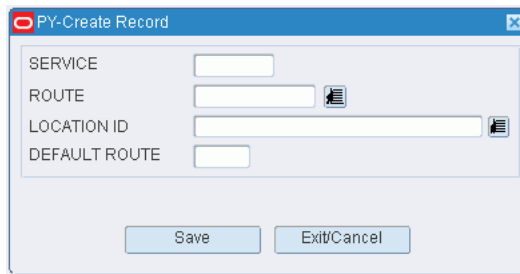 PY-Create Record
SERVICE
ROUTE
LOCATION ID
DEFAULT ROUTE
Save Exit/Cancel